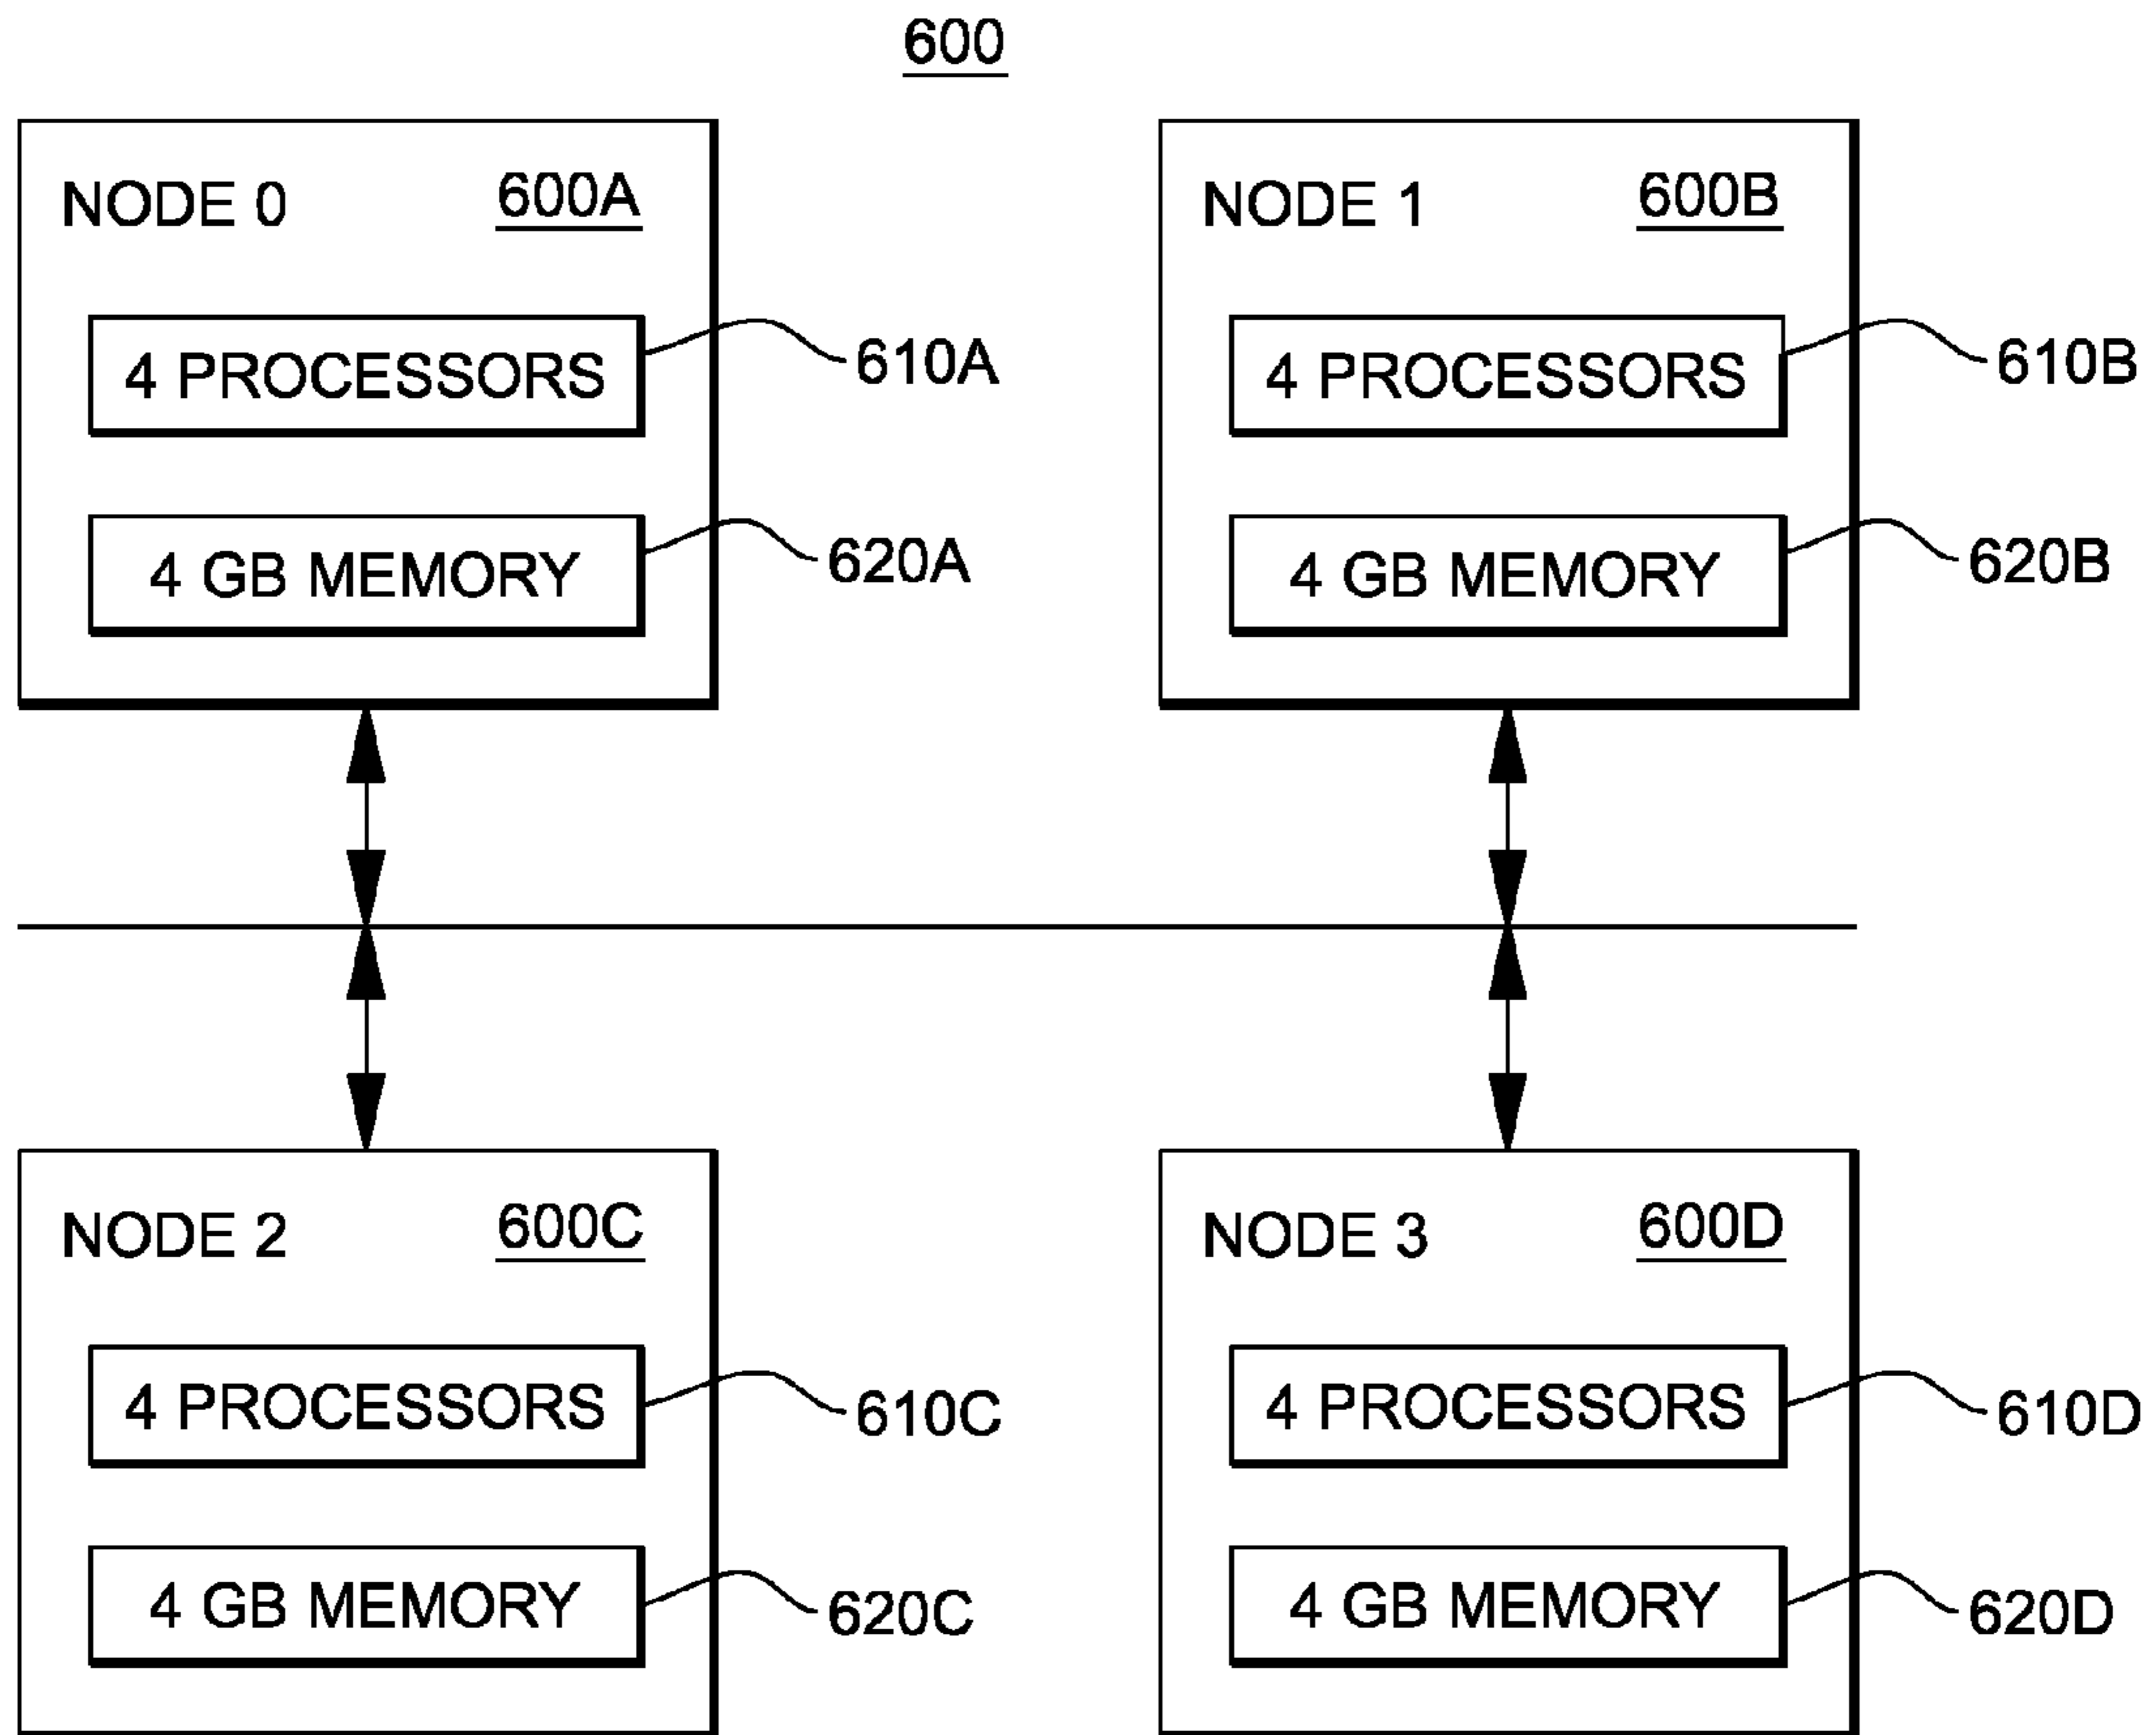 600
NODE 0 600A
4 PROCESSORS 610A
4 GB MEMORY 620A
NODE 1 600B
4 PROCESSORS 610B
4 GB MEMORY 620B
NODE 2 600C
4 PROCESSORS 610C
4 GB MEMORY 620C
NODE 3 600D
4 PROCESSORS 610D
4 GB MEMORY 620D